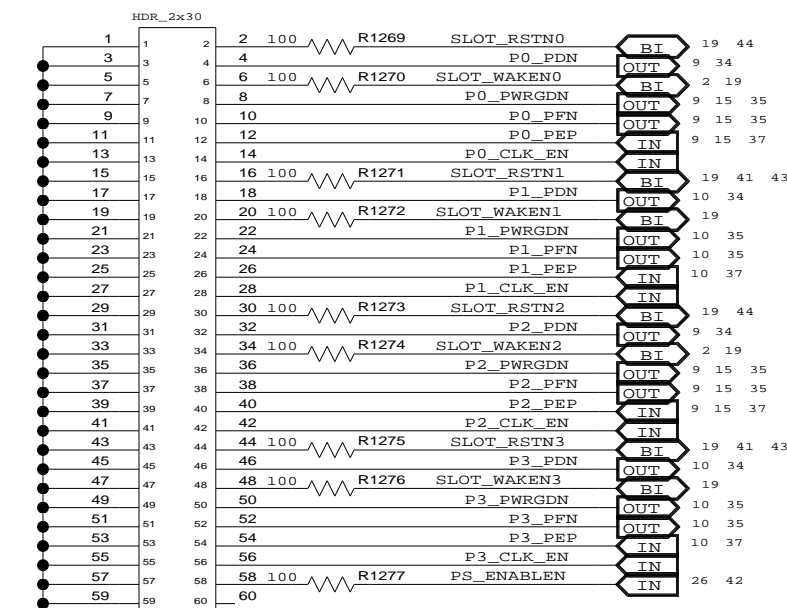 HDR_2x30
1 1 2 2 100 R1269 SLOT_RSTN0 BI 19 44
3 3 4 4 P0_PDN OUT 9 34
5 5 6 6 100 R1270 SLOT_WAKEN0 BI 2 19
7 7 8 8 P0_PWRGDN OUT 9 15 35
9 9 10 10 P0_PFN OUT 9 15 35
11 11 12 12 P0_PEP IN 9 15 37
13 13 14 14 P0_CLK_EN IN
15 15 16 16 100 R1271 SLOT_RSTN1 BI 19 41 43
17 17 18 18 P1_PDN OUT 10 34
19 19 20 20 100 R1272 SLOT_WAKEN1 BI 19
21 21 22 22 P1_PWRGDN OUT 10 35
23 23 24 24 P1_PFN OUT 10 35
25 25 26 26 P1_PEP IN 10 37
27 27 28 28 P1_CLK_EN IN
29 29 30 30 100 R1273 SLOT_RSTN2 BI 19 44
31 31 32 32 P2_PDN OUT 9 34
33 33 34 34 100 R1274 SLOT_WAKEN2 BI 2 19
35 35 36 36 P2_PWRGDN OUT 9 15 35
37 37 38 38 P2_PFN OUT 9 15 35
39 39 40 40 P2_PEP IN 9 15 37
41 41 42 42 P2_CLK_EN IN
43 43 44 44 100 R1275 SLOT_RSTN3 BI 19 41 43
45 45 46 46 P3_PDN OUT 10 34
47 47 48 48 100 R1276 SLOT_WAKEN3 BI 19
49 49 50 50 P3_PWRGDN OUT 10 35
51 51 52 52 P3_PFN OUT 10 35
53 53 54 54 P3_PEP IN 10 37
55 55 56 56 P3_CLK_EN IN
57 57 58 58 100 R1277 PS_ENABLEN IN 26 42
59 59 60 60